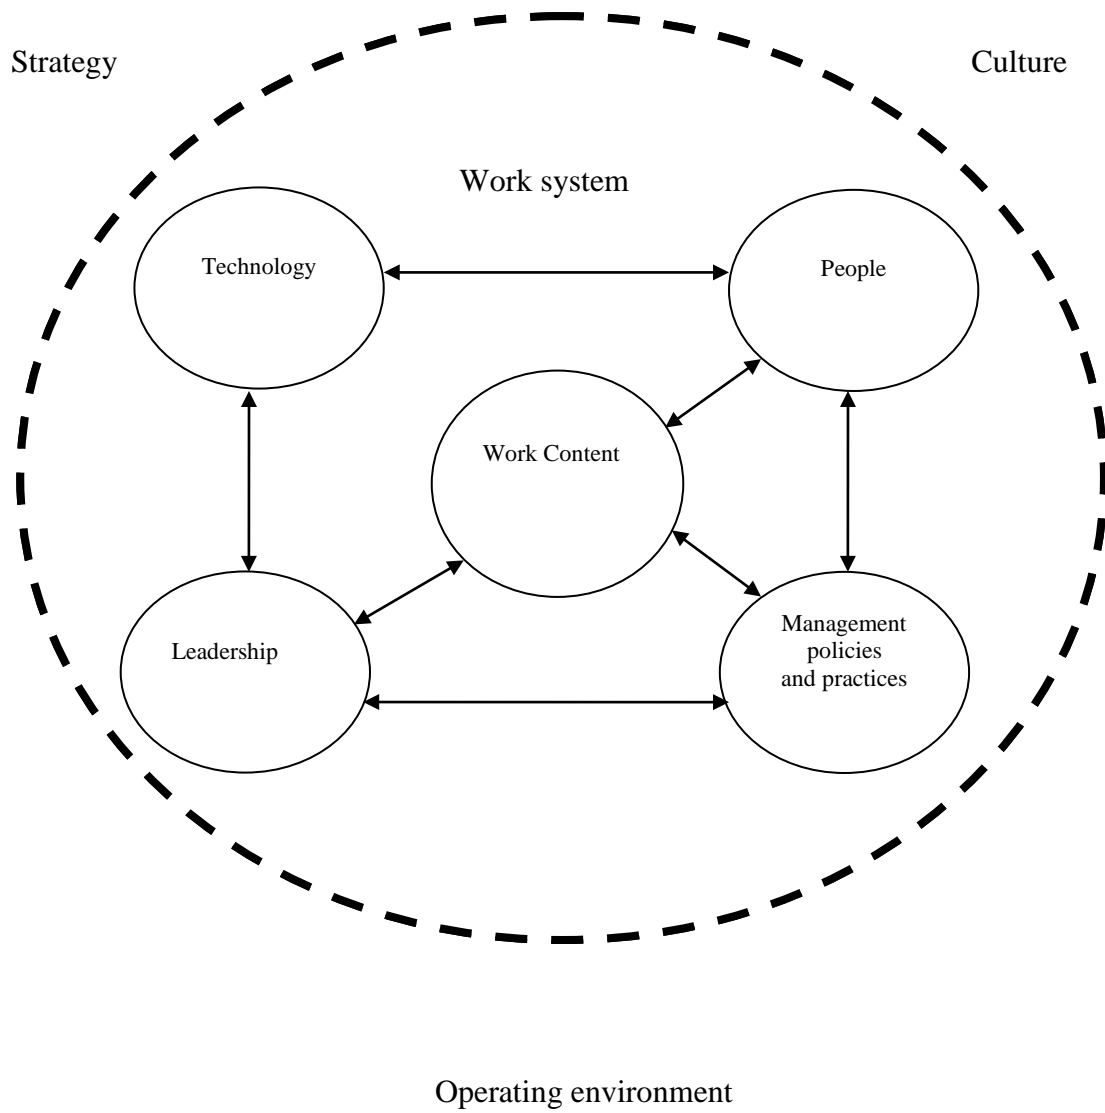 Strategy
Culture
Work system
Technology
People
Work Content
Leadership
Management
policies
and practices
Operating environment